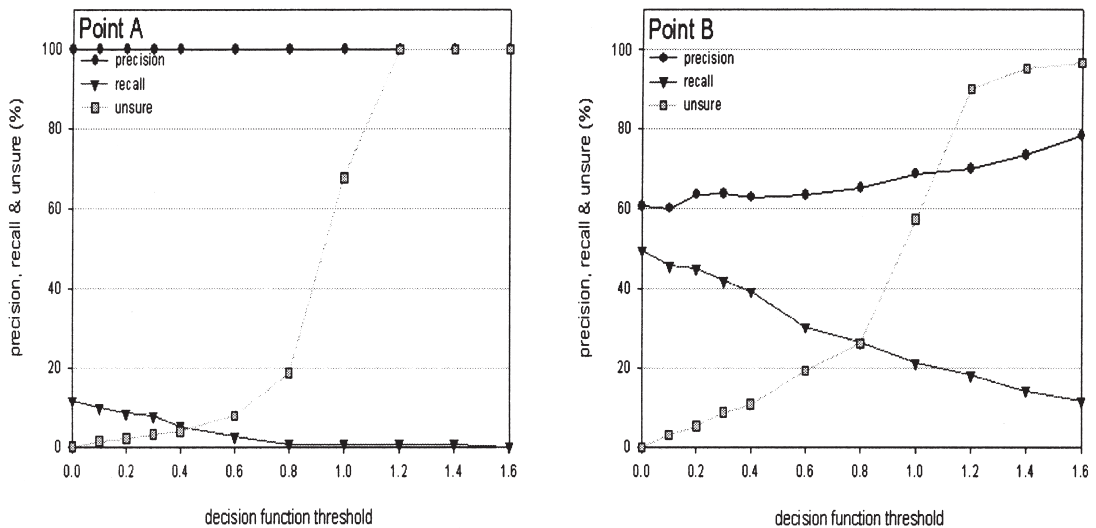 Point A
precision
recall
unsure
precision, recall & unsure (%)
100
80
60
40
20
0
0.0 0.2 0.4 0.6 0.8 1.0 1.2 1.4 1.6
decision function threshold
Point B
precision
recall
unsure
precision, recall & unsure (%)
100
80
60
40
20
0
0.0 0.2 0.4 0.6 0.8 1.0 1.2 1.4 1.6
decision function threshold